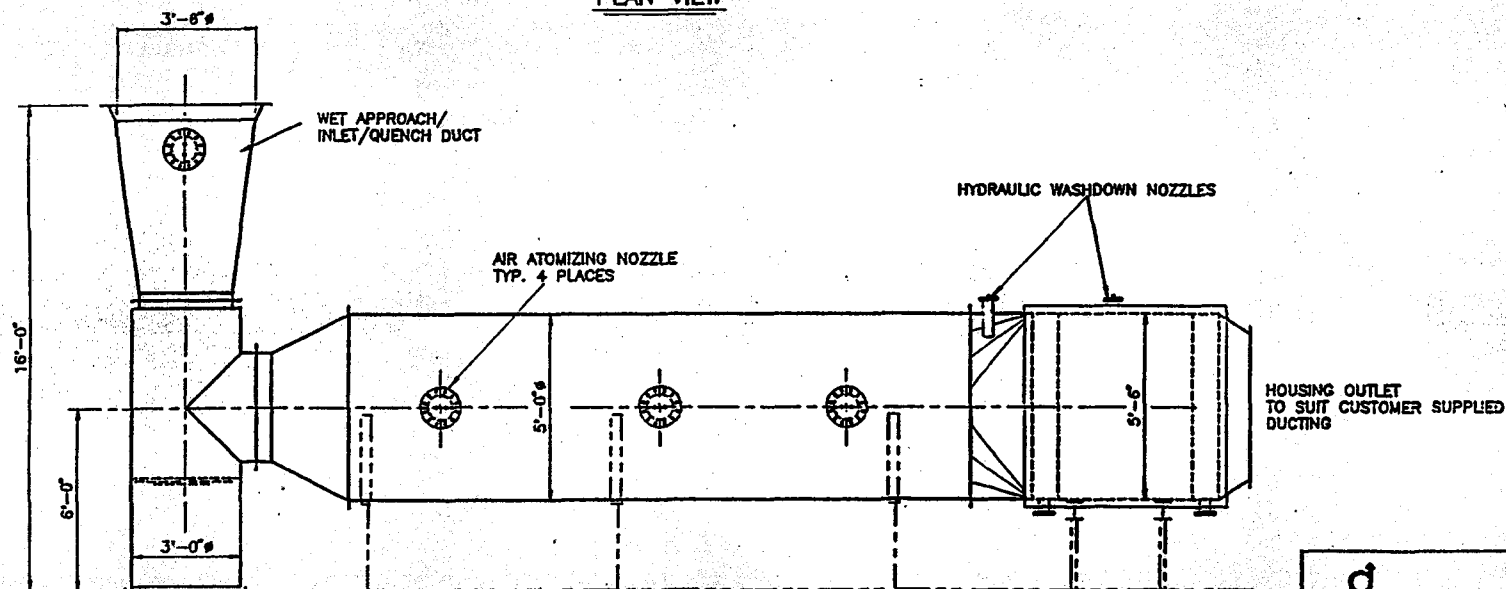 PLAN VIEW
3'-6"ø
WET APPROACH/
INLET/QUENCH DUCT
HYDRAULIC WASHDOWN NOZZLES
AIR ATOMIZING NOZZLE
TYP. 4 PLACES
16'-0"
5'-0"ø
5'-6"
HOUSING OUTLET
TO SUIT CUSTOMER SUPPLIED
DUCTING
6'-0"
3'-0"ø